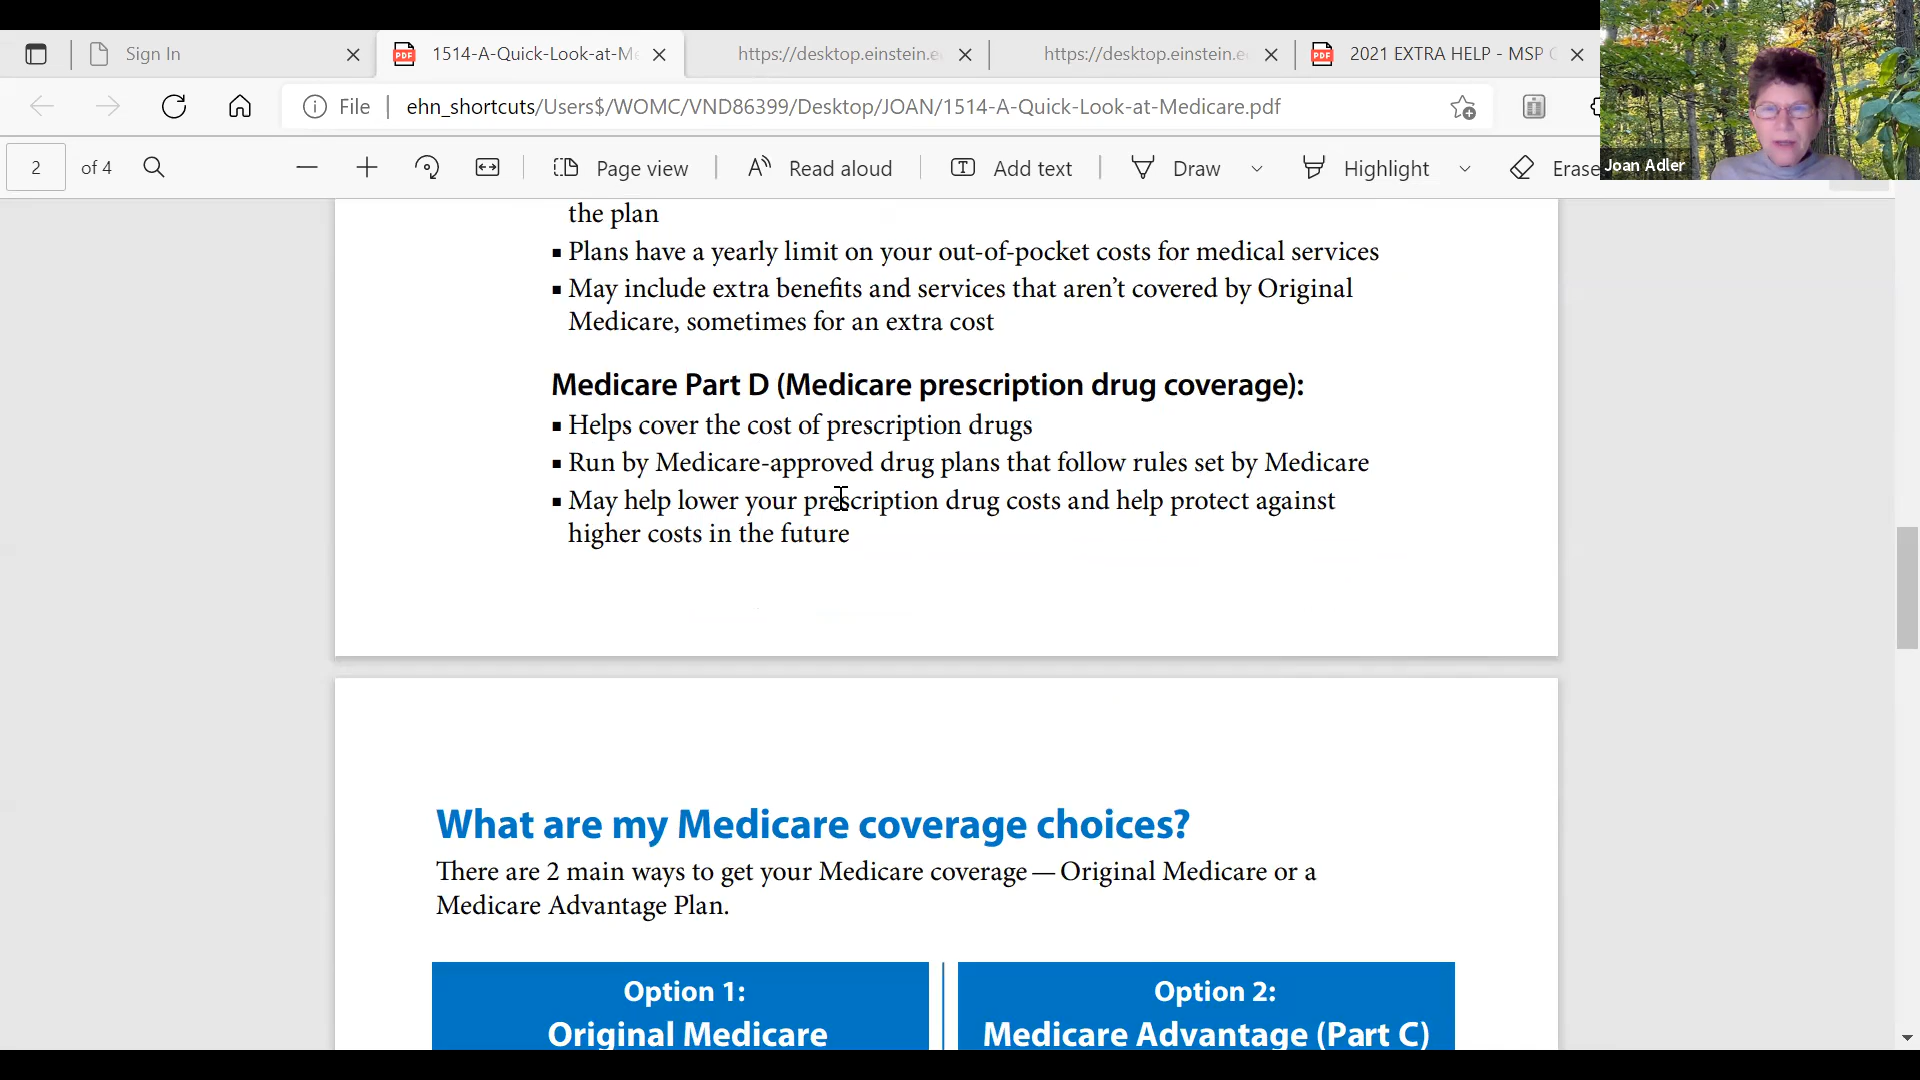 Sign In
1514-A-Quick-Look-at-Me
https://desktop.einstein.e
https://desktop.einstein.e
2021 EXTRA HELP - MSP
File
ehn_shortcuts/Users$/WOMC/VND86399/Desktop/JOAN/1514-A-Quick-Look-at-Medicare.pdf
Joan Adler
2 of 4
Page view
Read aloud
Add text
Draw
Highlight
Erase
the plan
▪ Plans have a yearly limit on your out-of-pocket costs for medical services
▪ May include extra benefits and services that aren’t covered by Original
Medicare, sometimes for an extra cost
Medicare Part D (Medicare prescription drug coverage):
▪ Helps cover the cost of prescription drugs
▪ Run by Medicare-approved drug plans that follow rules set by Medicare
▪ May help lower your prescription drug costs and help protect against
higher costs in the future
What are my Medicare coverage choices?
There are 2 main ways to get your Medicare coverage—Original Medicare or a
Medicare Advantage Plan.
Option 1:
Original Medicare
Option 2:
Medicare Advantage (Part C)